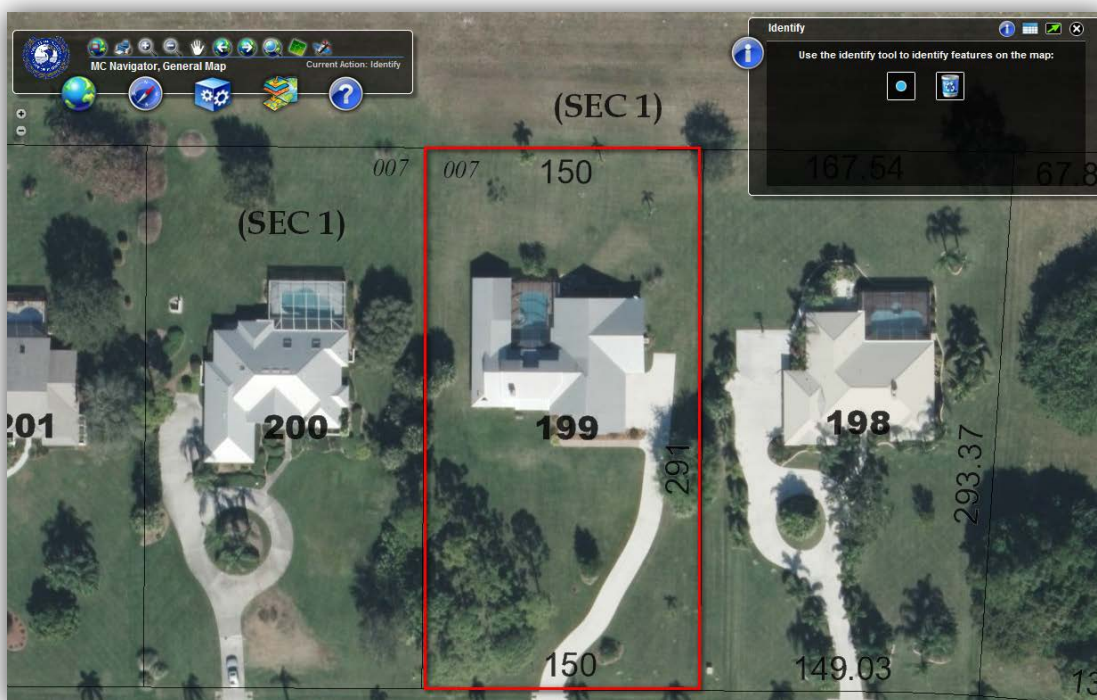 Identify
MC Navigator, General Map
Current Action: Identify
Use the identify tool to identify features on the map:
(SEC 1)
007
007
150
167.54
67.8
(SEC 1)
201
200
199
198
291
293.37
150
149.03
13